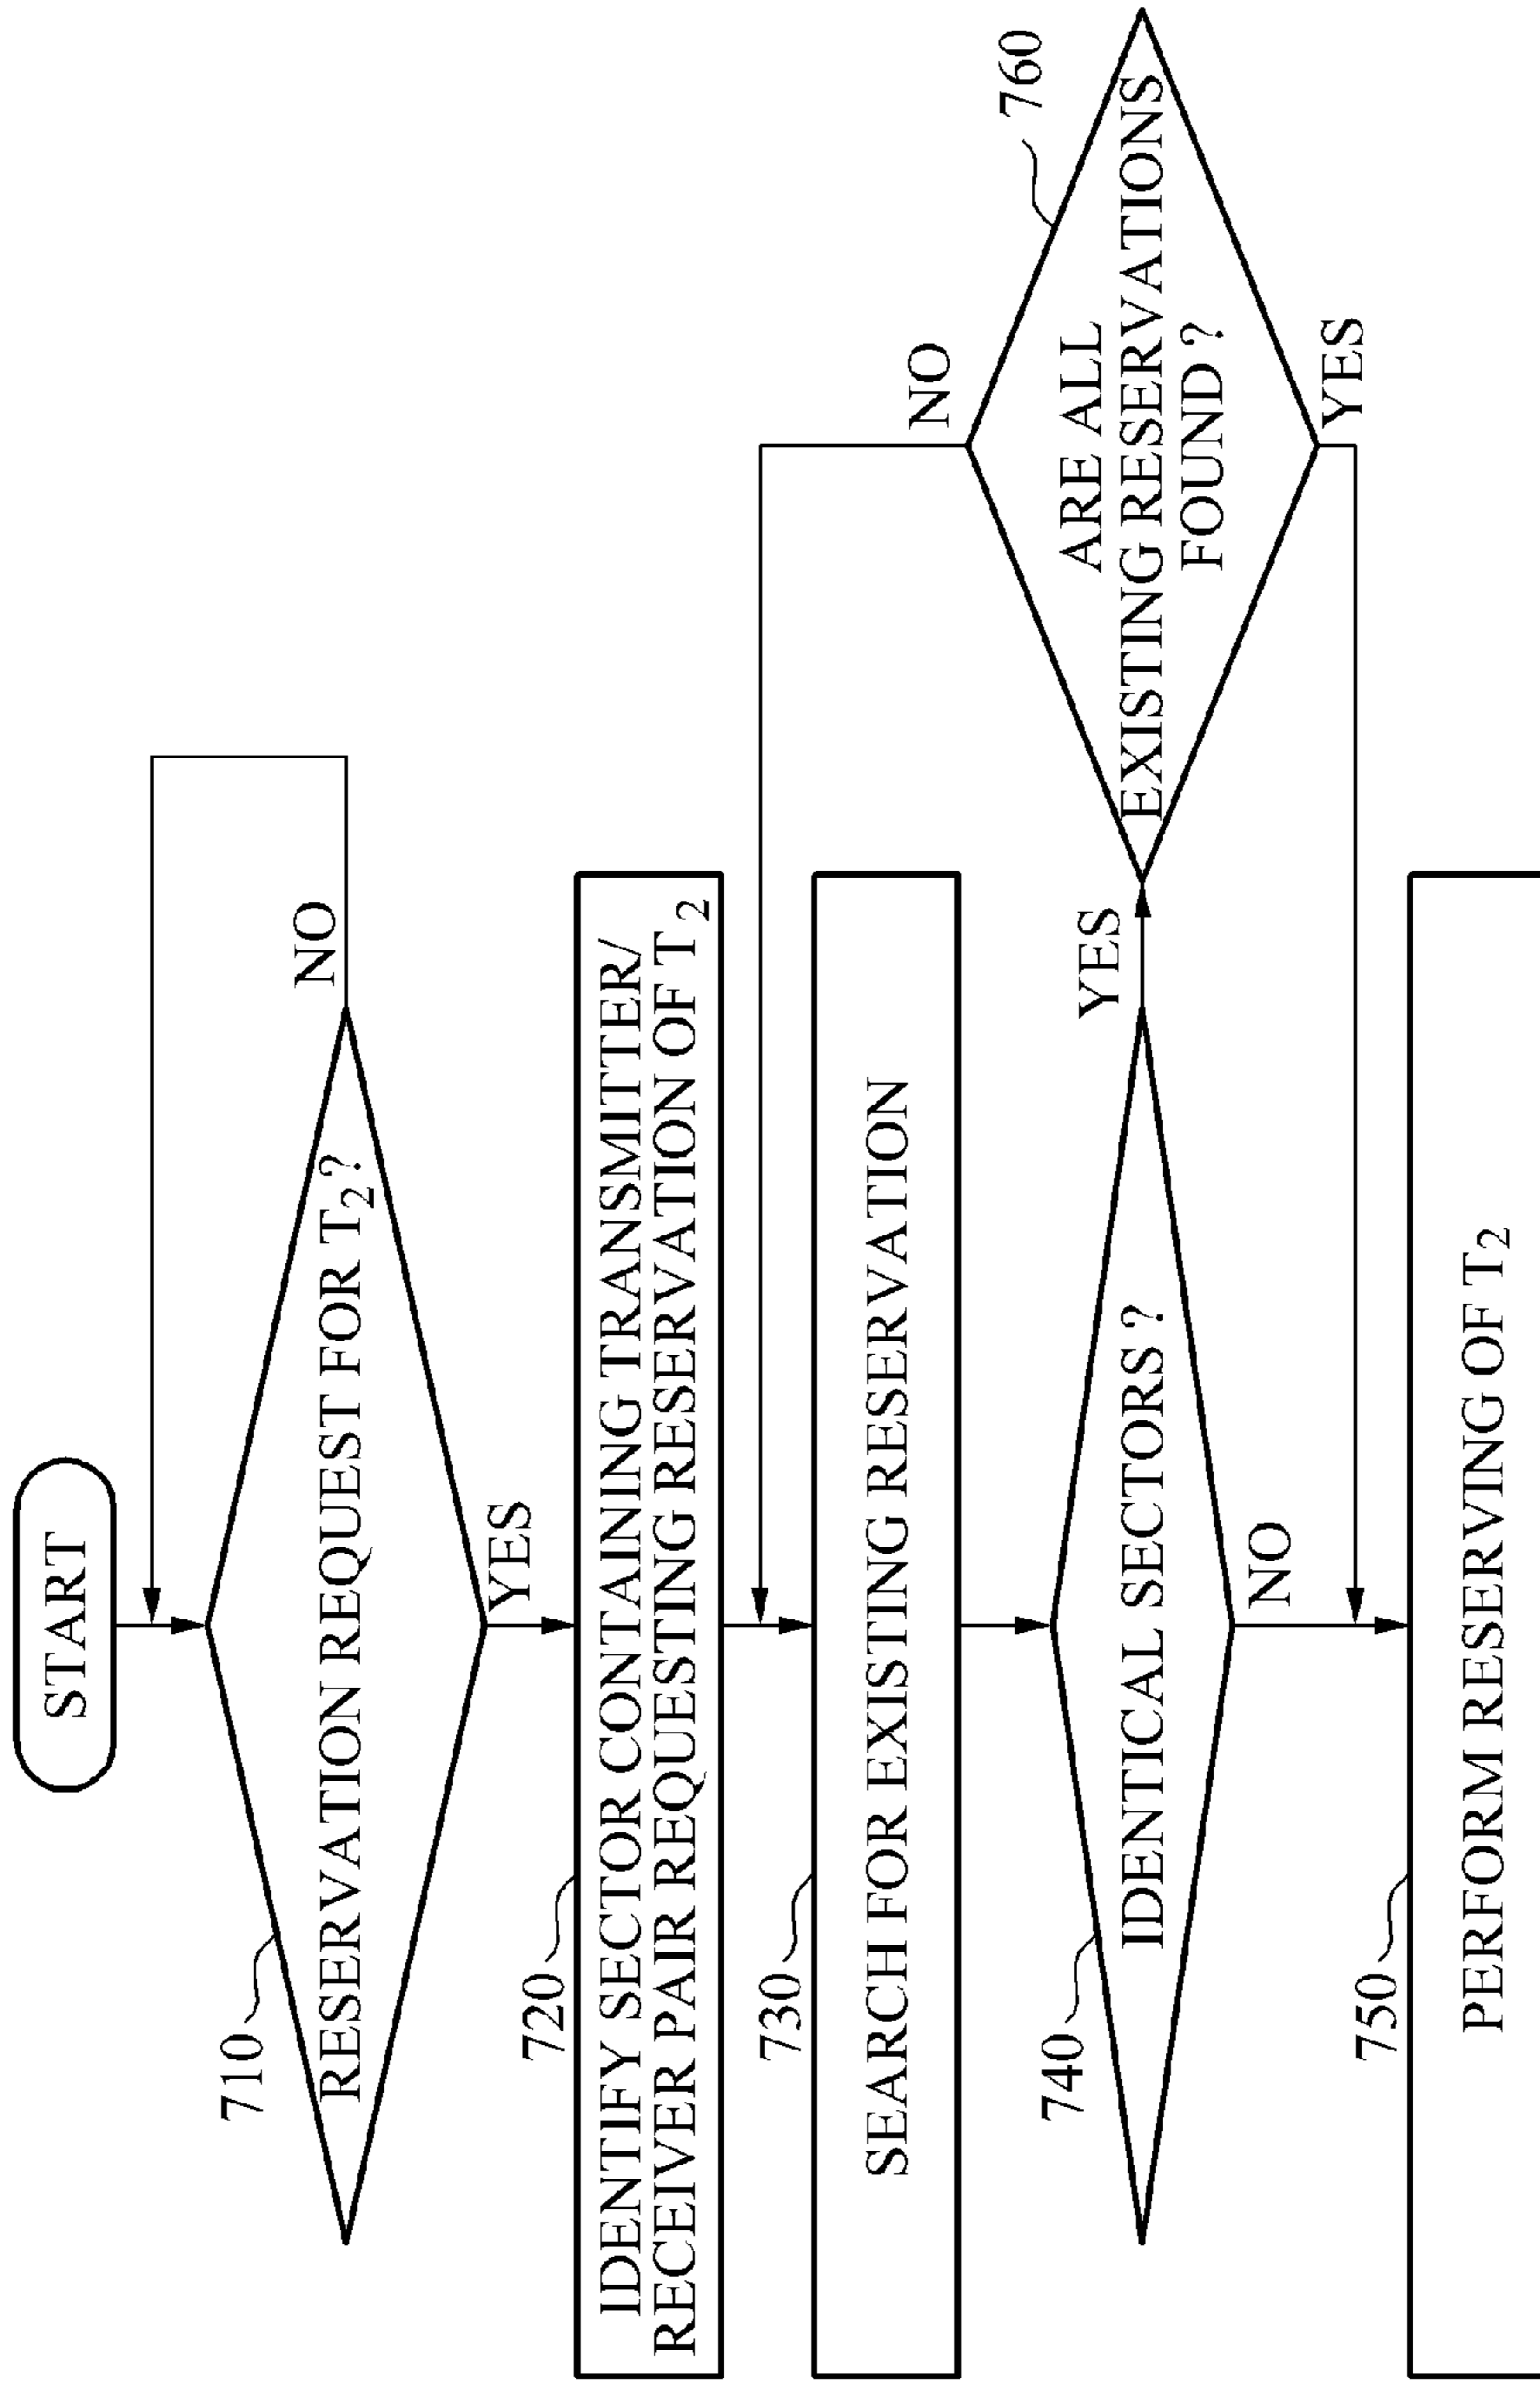 START
710
RESERVATION REQUEST FOR T2?
NO
YES
720
IDENTIFY SECTOR CONTAINING TRANSMITTER/
RECEIVER PAIR REQUESTING RESERVATION OF T2
730
SEARCH FOR EXISTING RESERVATION
740
IDENTICAL SECTORS ?
YES
NO
760
ARE ALL
EXISTING RESERVATIONS
FOUND ?
NO
YES
750
PERFORM RESERVING OF T2